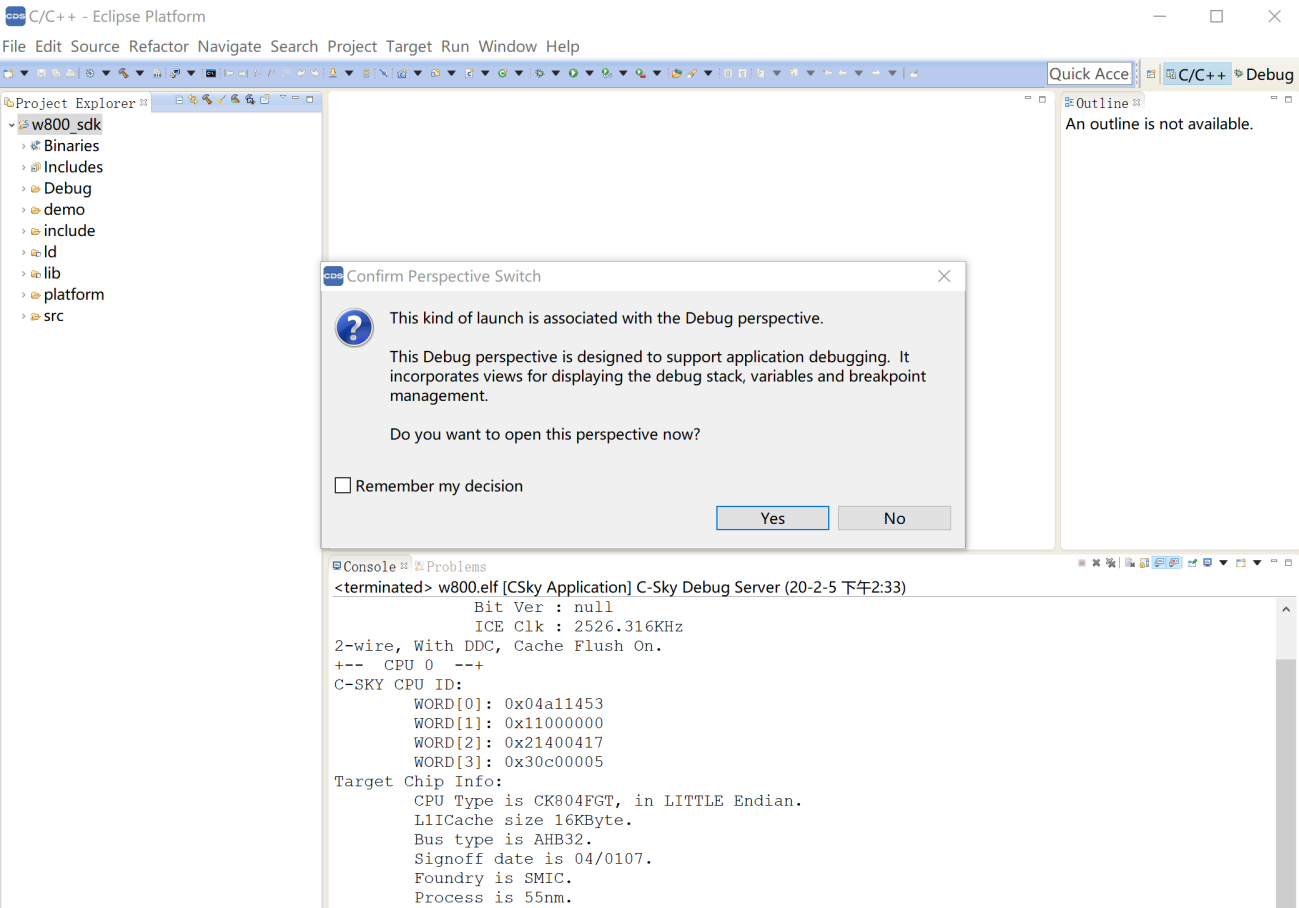 CDS C/C++ - Eclipse Platform
File Edit Source Refactor Navigate Search Project Target Run Window Help
Quick Acce C/C++ Debug
Project Explorer
w800_sdk
Binaries
Includes
Debug
demo
include
ld
lib
platform
src
Outline
An outline is not available.
CDS Confirm Perspective Switch
This kind of launch is associated with the Debug perspective.
This Debug perspective is designed to support application debugging. It
incorporates views for displaying the debug stack, variables and breakpoint
management.
Do you want to open this perspective now?
Remember my decision
Yes No
Console Problems
<terminated> w800.elf [CSky Application] C-Sky Debug Server (20-2-5 下午2:33)
Bit Ver : null
ICE Clk : 2526.316KHz
2-wire, With DDC, Cache Flush On.
+-- CPU 0 --+
C-SKY CPU ID:
WORD[0]: 0x04a11453
WORD[1]: 0x11000000
WORD[2]: 0x21400417
WORD[3]: 0x30c00005
Target Chip Info:
CPU Type is CK804FGT, in LITTLE Endian.
L1ICache size 16KByte.
Bus type is AHB32.
Signoff date is 04/0107.
Foundry is SMIC.
Process is 55nm.